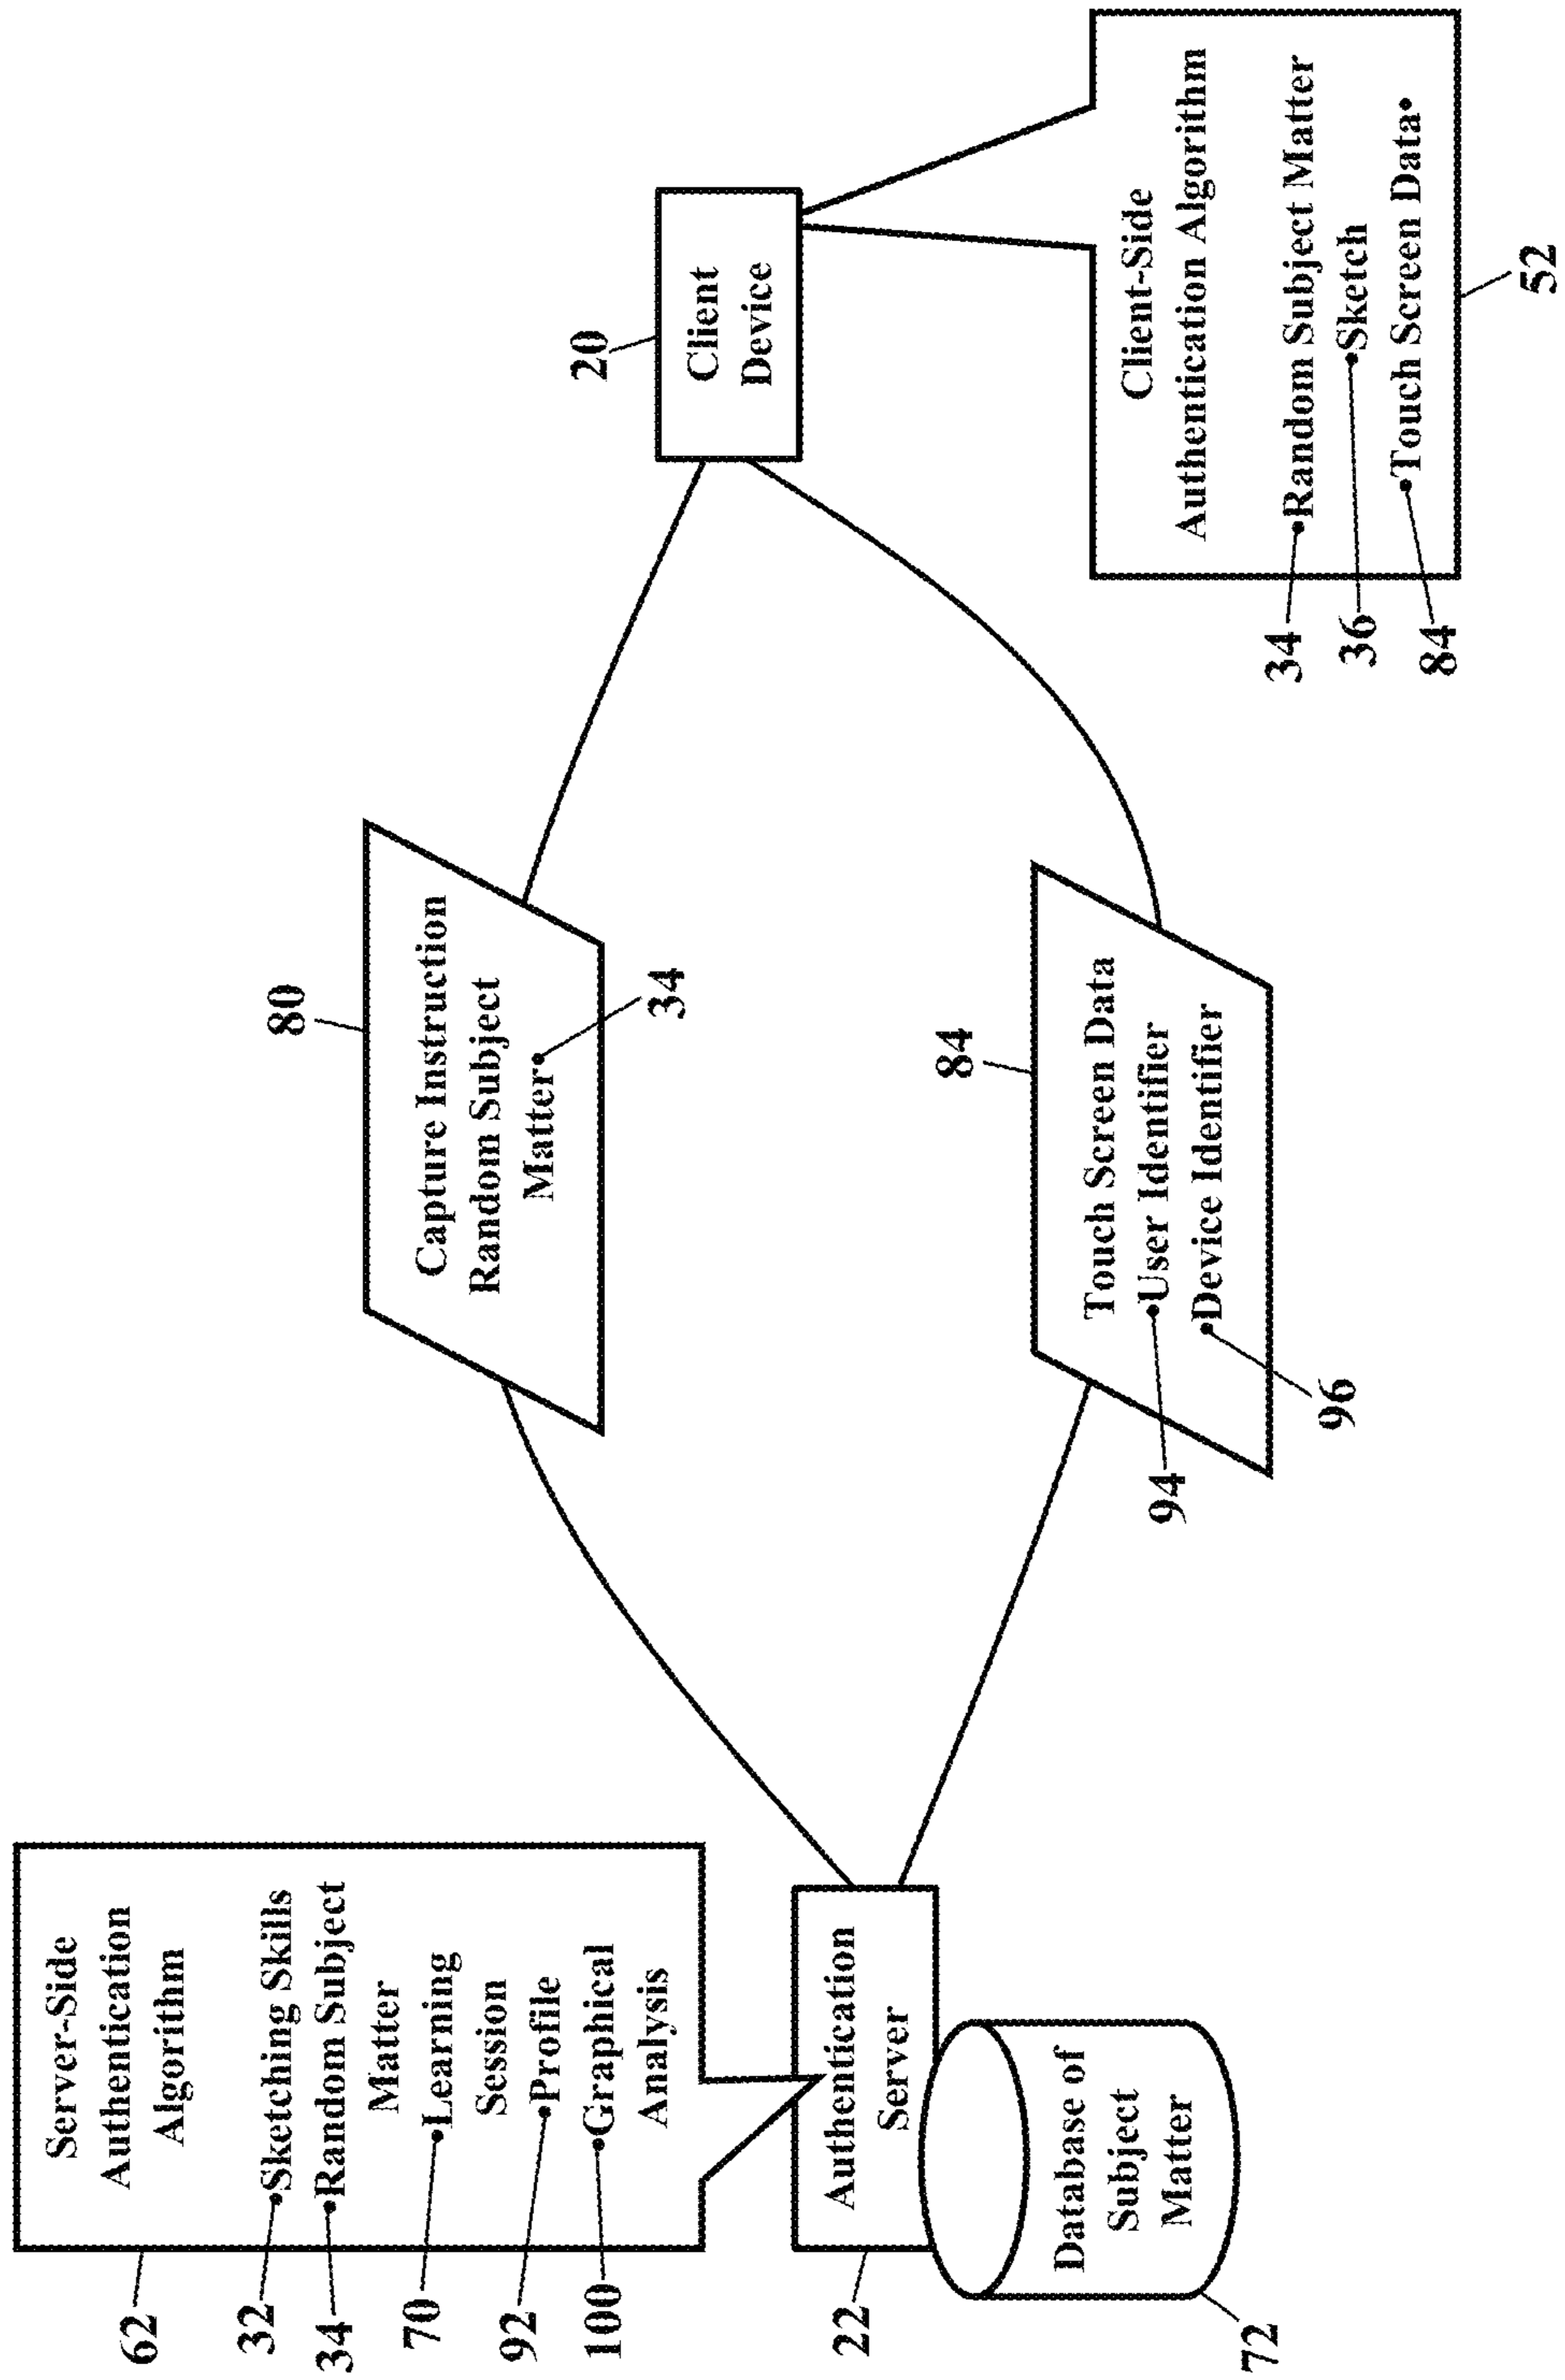 62
Server-Side
Authentication
Algorithm
32
Sketching Skills
34
Random Subject
Matter
70
Learning
Session
92
Profile
100
Graphical
Analysis
22
Authentication
Server
Database of
Subject
Matter
72
80
Capture Instruction
Random Subject
Matter
34
84
Touch Screen Data
User Identifier
Device Identifier
94
96
20
Client
Device
Client-Side
Authentication Algorithm
34
Random Subject Matter
36
Sketch
84
Touch Screen Data
52